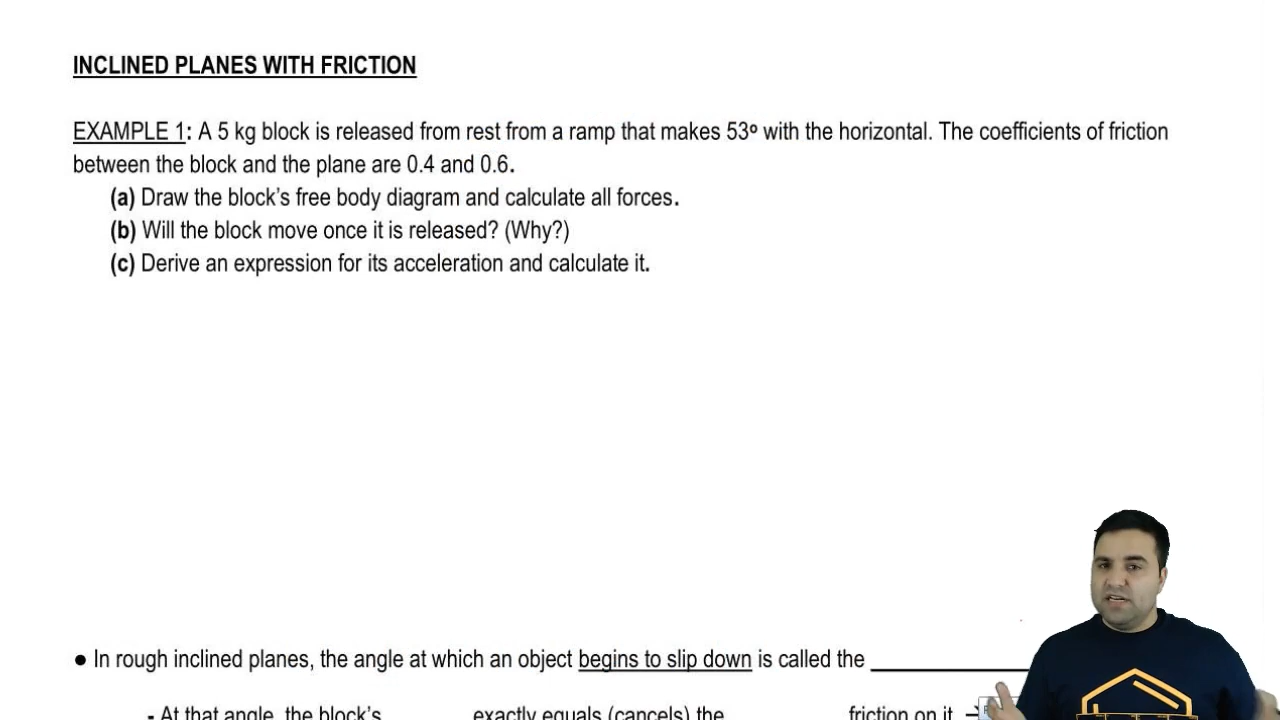 INCLINED PLANES WITH FRICTION
EXAMPLE 1: A 5 kg block is released from rest from a ramp that makes 53º with the horizontal. The coefficients of friction
between the block and the plane are 0.4 and 0.6.
(a) Draw the block's free body diagram and calculate all forces.
(b) Will the block move once it is released? (Why?)
(c) Derive an expression for its acceleration and calculate it.
● In rough inclined planes, the angle at which an object begins to slip down is called the ____________
- At that angle, the block's ______ exactly equals (cancels) the ______ friction on it →